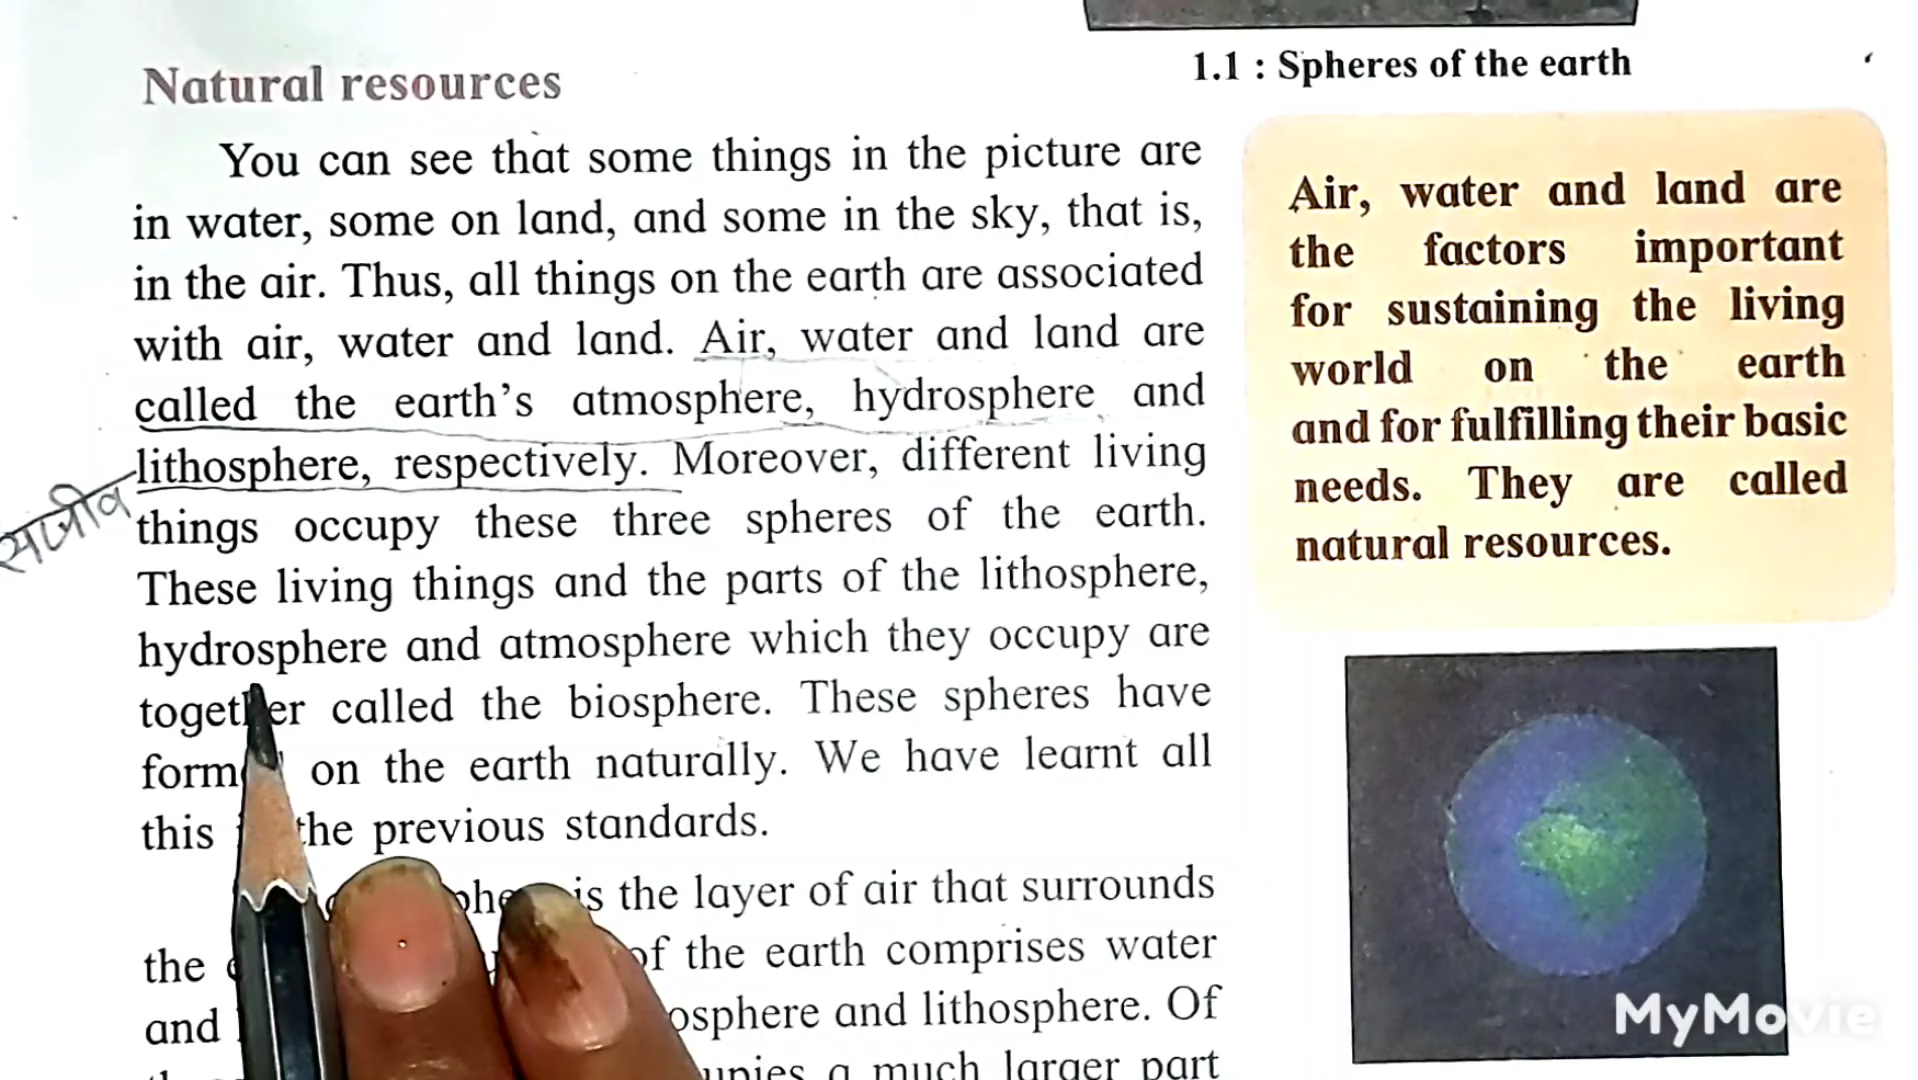 1.1 : Spheres of the earth
Natural resources
You can see that some things in the picture are
in water, some on land, and some in the sky, that is,
in the air. Thus, all things on the earth are associated
with air, water and land. Air, water and land are
called the earth's atmosphere, hydrosphere and
lithosphere, respectively. Moreover, different living
things occupy these three spheres of the earth.
These living things and the parts of the lithosphere,
hydrosphere and atmosphere which they occupy are
together called the biosphere. These spheres have
on the earth naturally. We have learnt all
this the previous standards.
is the layer of air that surrounds
the of the earth comprises water
and and lithosphere. Of
a much larger part
सजीव
Air, water and land are
the factors important
for sustaining the living
world on the earth
and for fulfilling their basic
needs. They are called
natural resources.
MyMovie